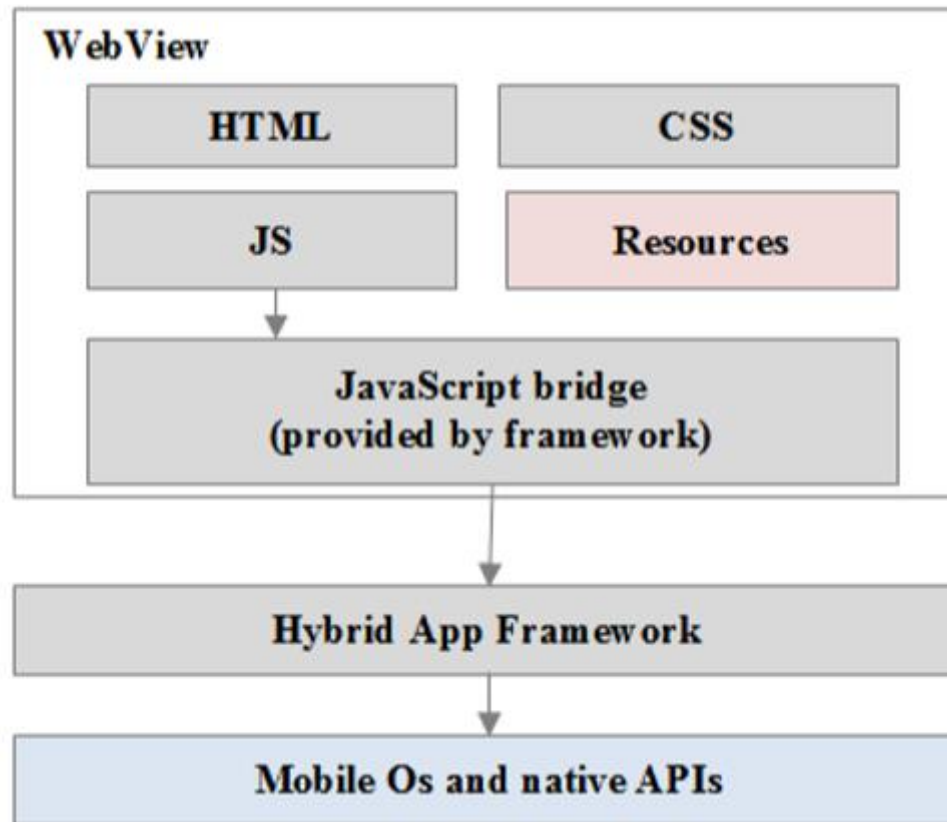 WebView
HTML
CSS
JS
Resources
JavaScript bridge
(provided by framework)
Hybrid App Framework
Mobile Os and native APIs